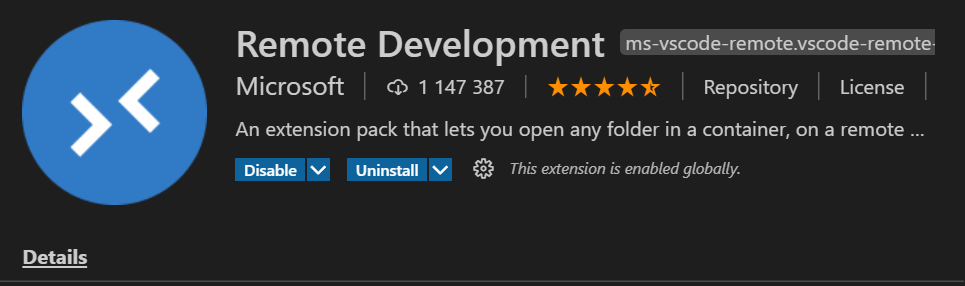 Remote Development ms-vscode-remote.vscode-remote-
Microsoft 1 147 387 Repository License
An extension pack that lets you open any folder in a container, on a remote ...
Disable Uninstall This extension is enabled globally.
Details